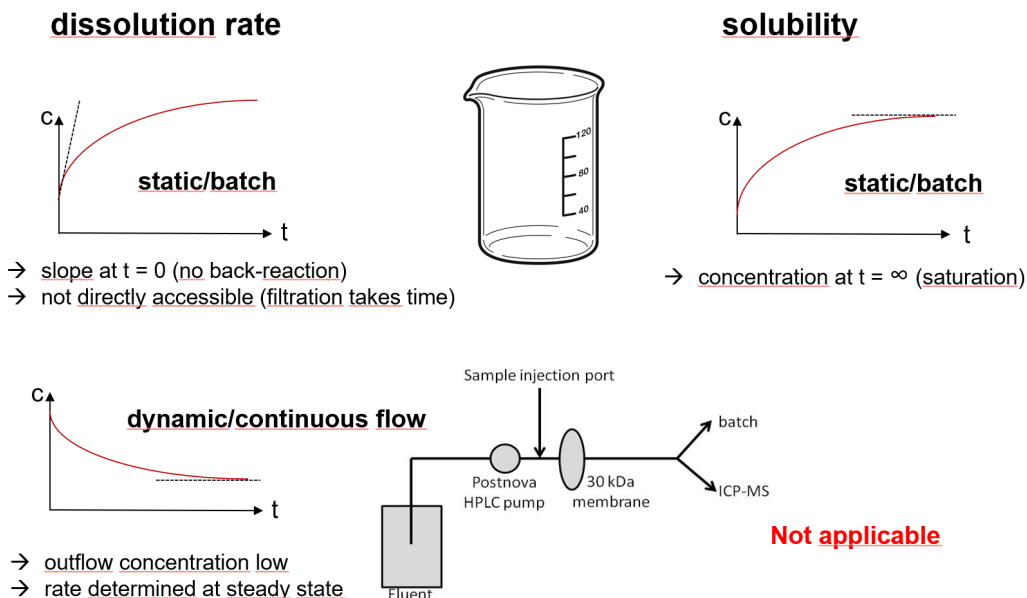 dissolution rate
solubility
c
static/batch
t
→ slope at t = 0 (no back-reaction)
→ not directly accessible (filtration takes time)
120
80
40
c
static/batch
t
→ concentration at t = ∞ (saturation)
c
dynamic/continuous flow
t
→ outflow concentration low
→ rate determined at steady state
Sample injection port
Postnova
HPLC pump
30 kDa
membrane
batch
ICP-MS
Eluent
Not applicable